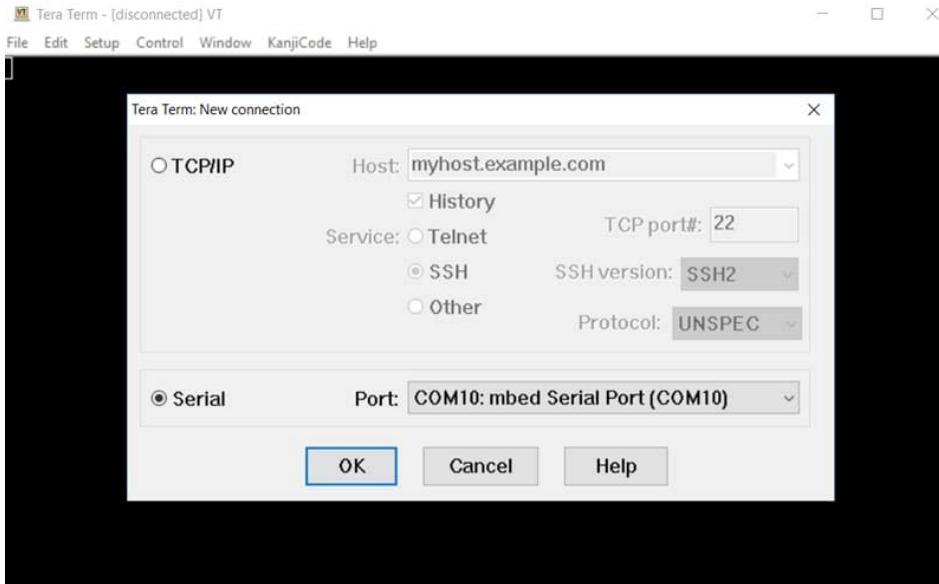 VT Tera Term - [disconnected] VT
File Edit Setup Control Window KanjiCode Help
Tera Term: New connection
TCP/IP Host: myhost.example.com
History
Service: Telnet TCP port#: 22
SSH SSH version: SSH2
Other Protocol: UNSPEC
Serial Port: COM10: mbed Serial Port (COM10)
OK Cancel Help